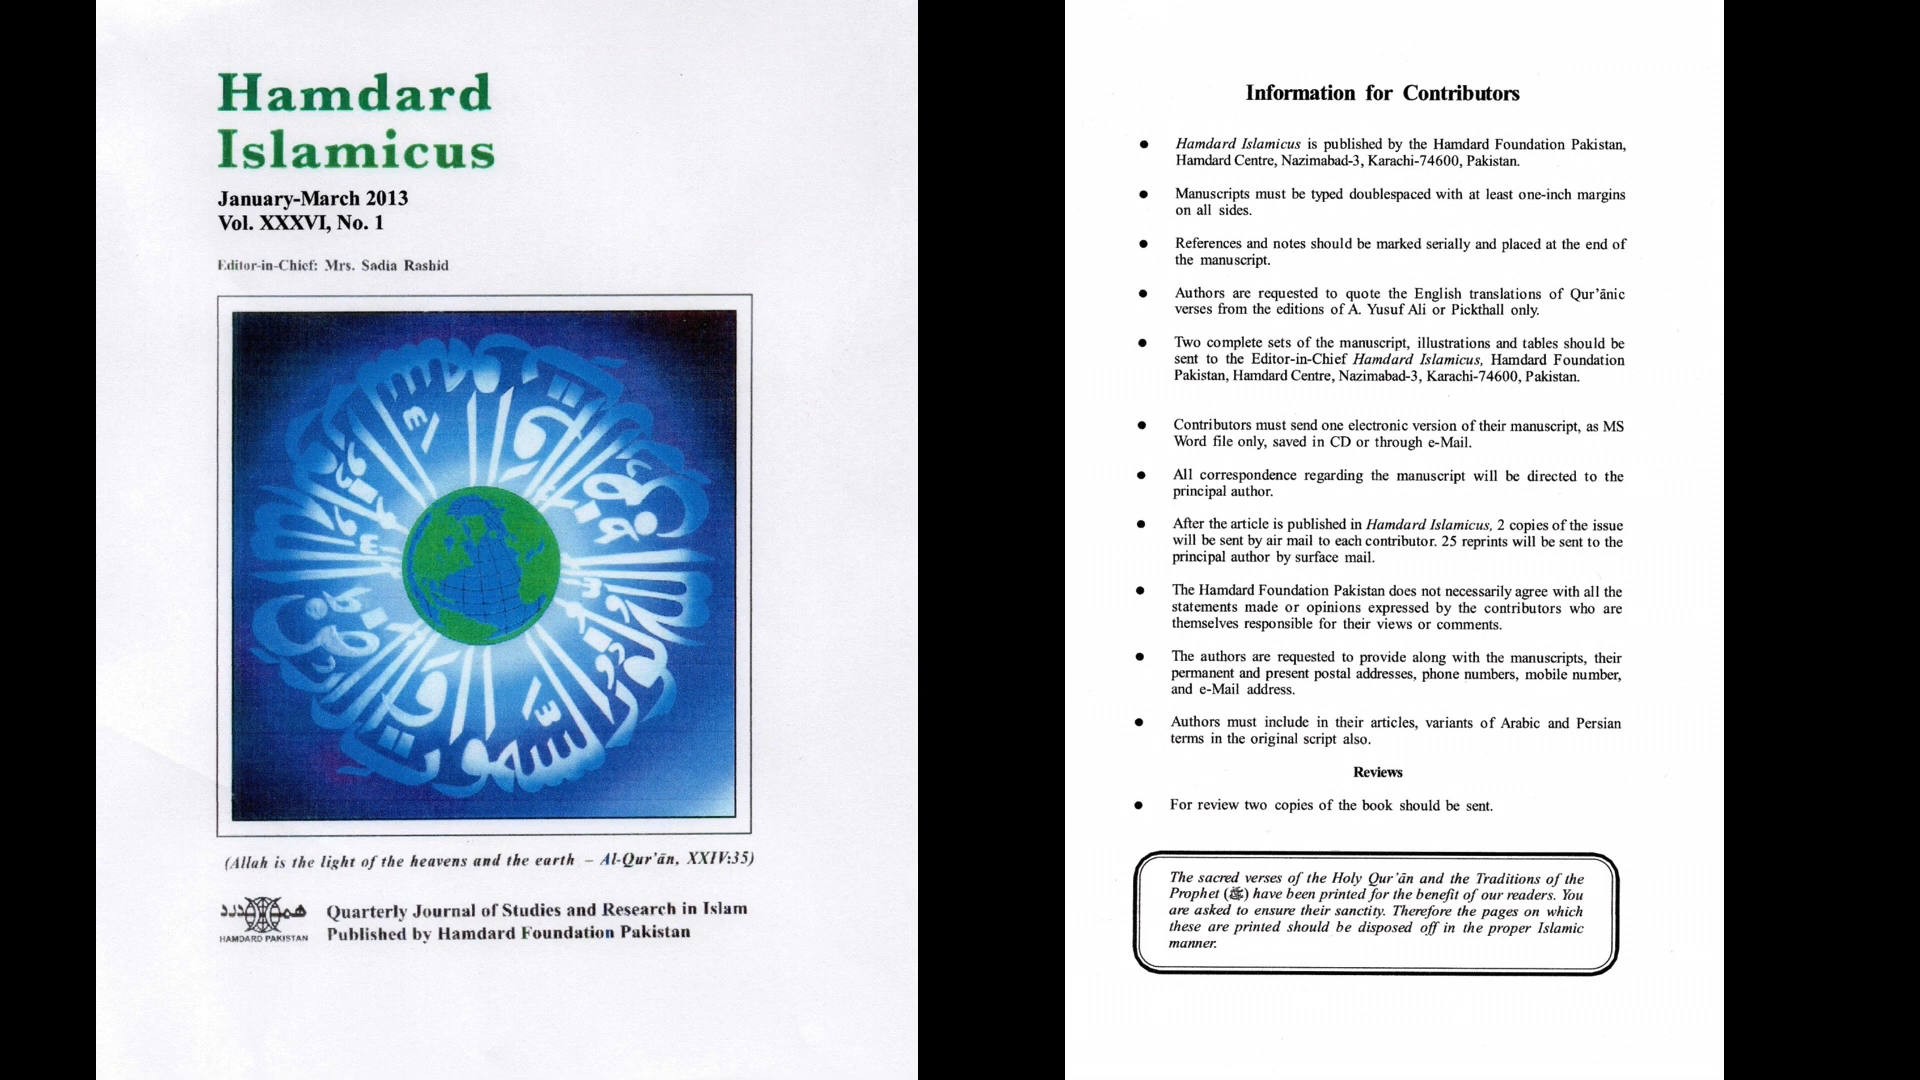 Hamdard
Islamicus
January-March 2013
Vol. XXXVI, No. 1
Editor-in-Chief: Mrs. Sadia Rashid
(Allah is the light of the heavens and the earth – Al-Qur'ān, XXIV:35)
ھمدرد
HAMDARD PAKISTAN
Quarterly Journal of Studies and Research in Islam
Published by Hamdard Foundation Pakistan
Information for Contributors
● Hamdard Islamicus is published by the Hamdard Foundation Pakistan,
Hamdard Centre, Nazimabad-3, Karachi-74600, Pakistan.
● Manuscripts must be typed doublespaced with at least one-inch margins
on all sides.
● References and notes should be marked serially and placed at the end of
the manuscript.
● Authors are requested to quote the English translations of Qur'ānic
verses from the editions of A. Yusuf Ali or Pickthall only.
● Two complete sets of the manuscript, illustrations and tables should be
sent to the Editor-in-Chief Hamdard Islamicus, Hamdard Foundation
Pakistan, Hamdard Centre, Nazimabad-3, Karachi-74600, Pakistan.
● Contributors must send one electronic version of their manuscript, as MS
Word file only, saved in CD or through e-Mail.
● All correspondence regarding the manuscript will be directed to the
principal author.
● After the article is published in Hamdard Islamicus, 2 copies of the issue
will be sent by air mail to each contributor. 25 reprints will be sent to the
principal author by surface mail.
● The Hamdard Foundation Pakistan does not necessarily agree with all the
statements made or opinions expressed by the contributors who are
themselves responsible for their views or comments.
● The authors are requested to provide along with the manuscripts, their
permanent and present postal addresses, phone numbers, mobile number,
and e-Mail address.
● Authors must include in their articles, variants of Arabic and Persian
terms in the original script also.
Reviews
● For review two copies of the book should be sent.
The sacred verses of the Holy Qur'ān and the Traditions of the
Prophet (ﷺ) have been printed for the benefit of our readers. You
are asked to ensure their sanctity. Therefore the pages on which
these are printed should be disposed off in the proper Islamic
manner.